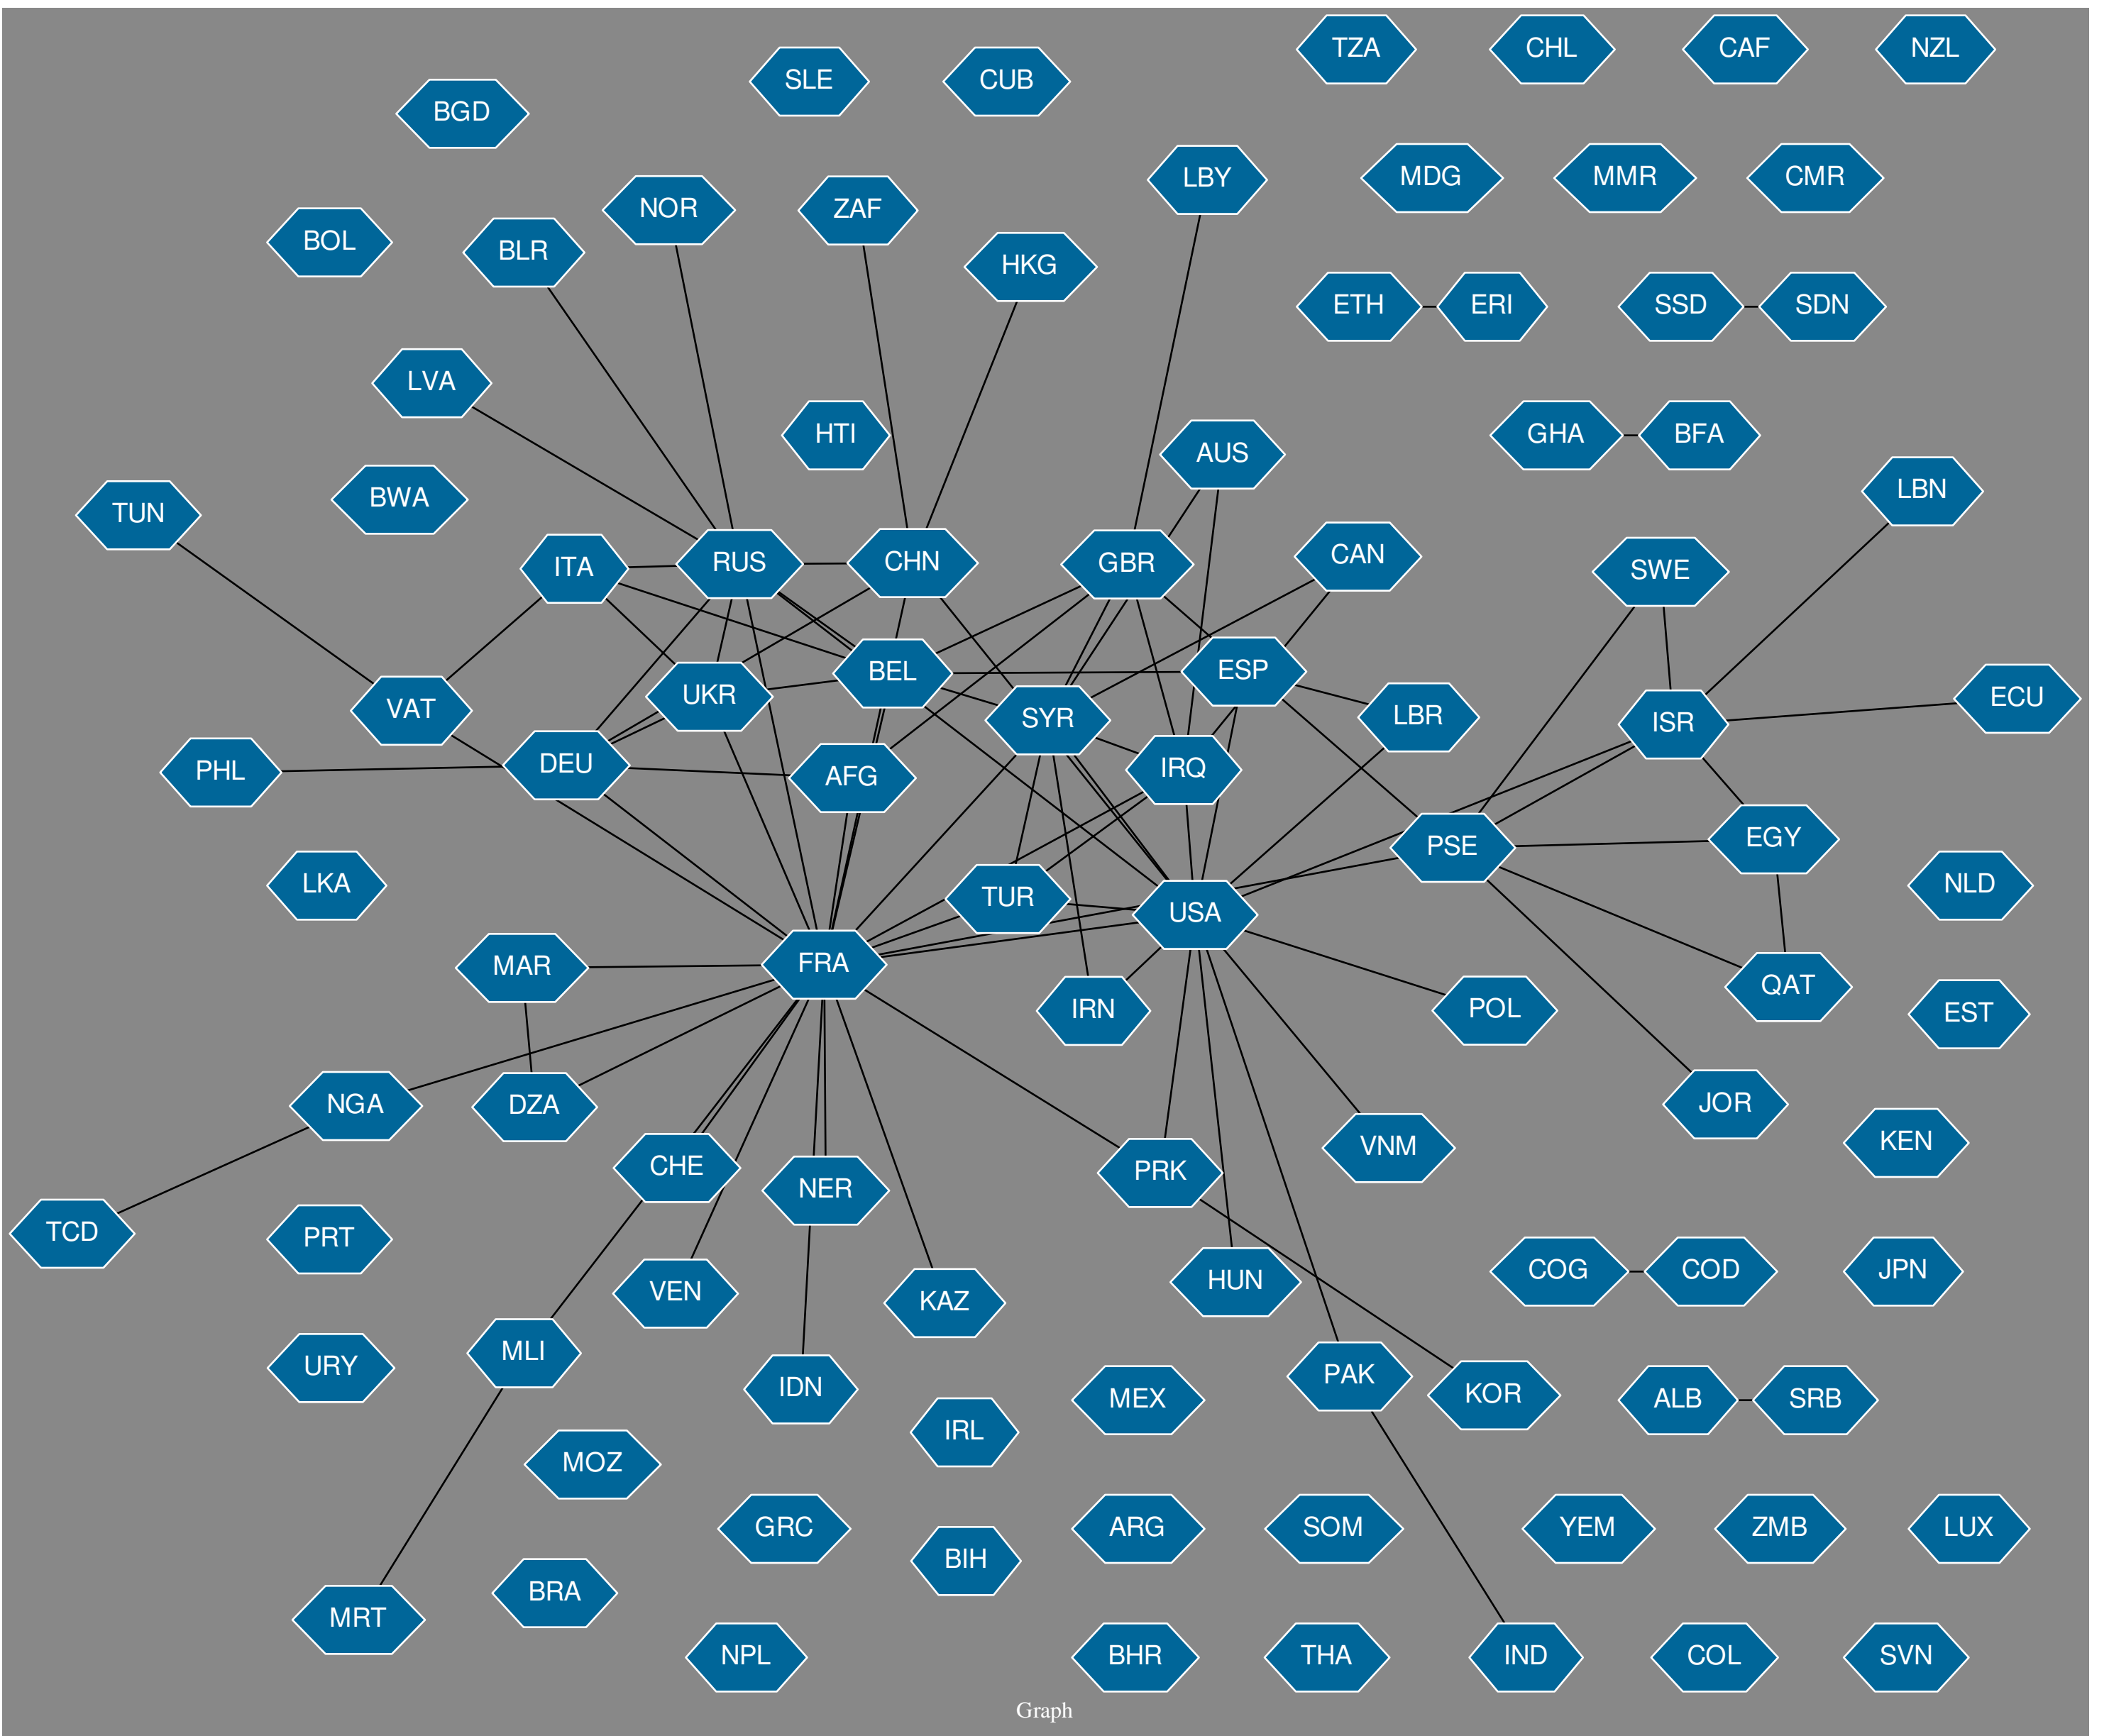 TZA
CHL
CAF
NZL
SLE
CUB
BGD
LBY
MDG
MMR
CMR
NOR
ZAF
BOL
BLR
HKG
ETH
ERI
SSD
SDN
LVA
HTI
AUS
GHA
BFA
BWA
TUN
LBN
ITA
RUS
CHN
GBR
CAN
SWE
VAT
UKR
BEL
SYR
ESP
LBR
ISR
ECU
PHL
DEU
AFG
IRQ
PSE
EGY
LKA
TUR
USA
NLD
MAR
FRA
IRN
POL
QAT
EST
NGA
DZA
CHE
NER
PRK
VNM
JOR
KEN
TCD
PRT
VEN
KAZ
HUN
COG
COD
JPN
URY
MLI
IDN
MEX
PAK
KOR
ALB
SRB
MOZ
IRL
GRC
BIH
ARG
SOM
YEM
ZMB
LUX
MRT
BRA
NPL
BHR
THA
IND
COL
SVN
Graph